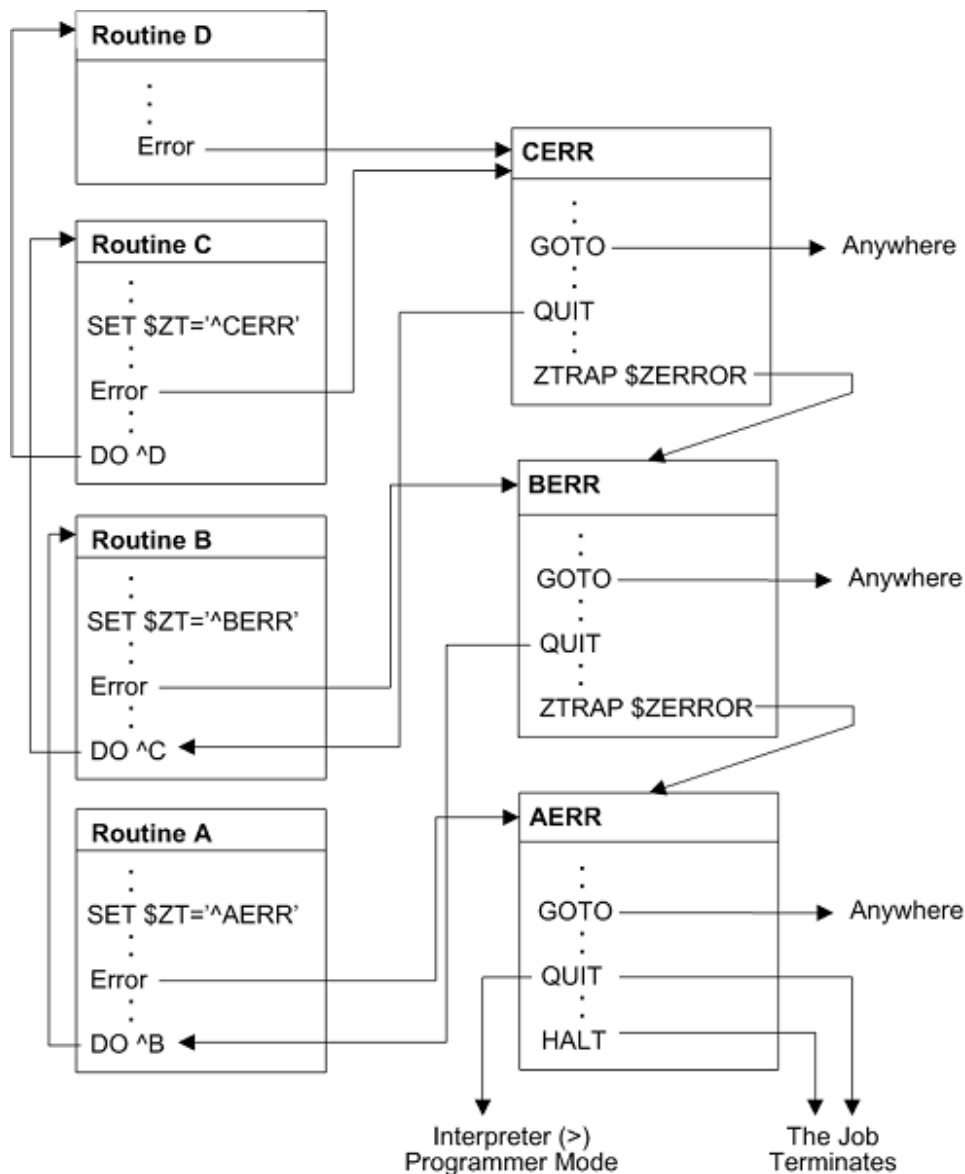 Routine D
Error
CERR
GOTO
Anywhere
QUIT
ZTRAP $ZERROR
Routine C
SET $ZT='^CERR'
Error
DO ^D
BERR
GOTO
Anywhere
QUIT
ZTRAP $ZERROR
Routine B
SET $ZT='^BERR'
Error
DO ^C
AERR
GOTO
Anywhere
QUIT
HALT
Routine A
SET $ZT='^AERR'
Error
DO ^B
Interpreter (>)
Programmer Mode
The Job
Terminates